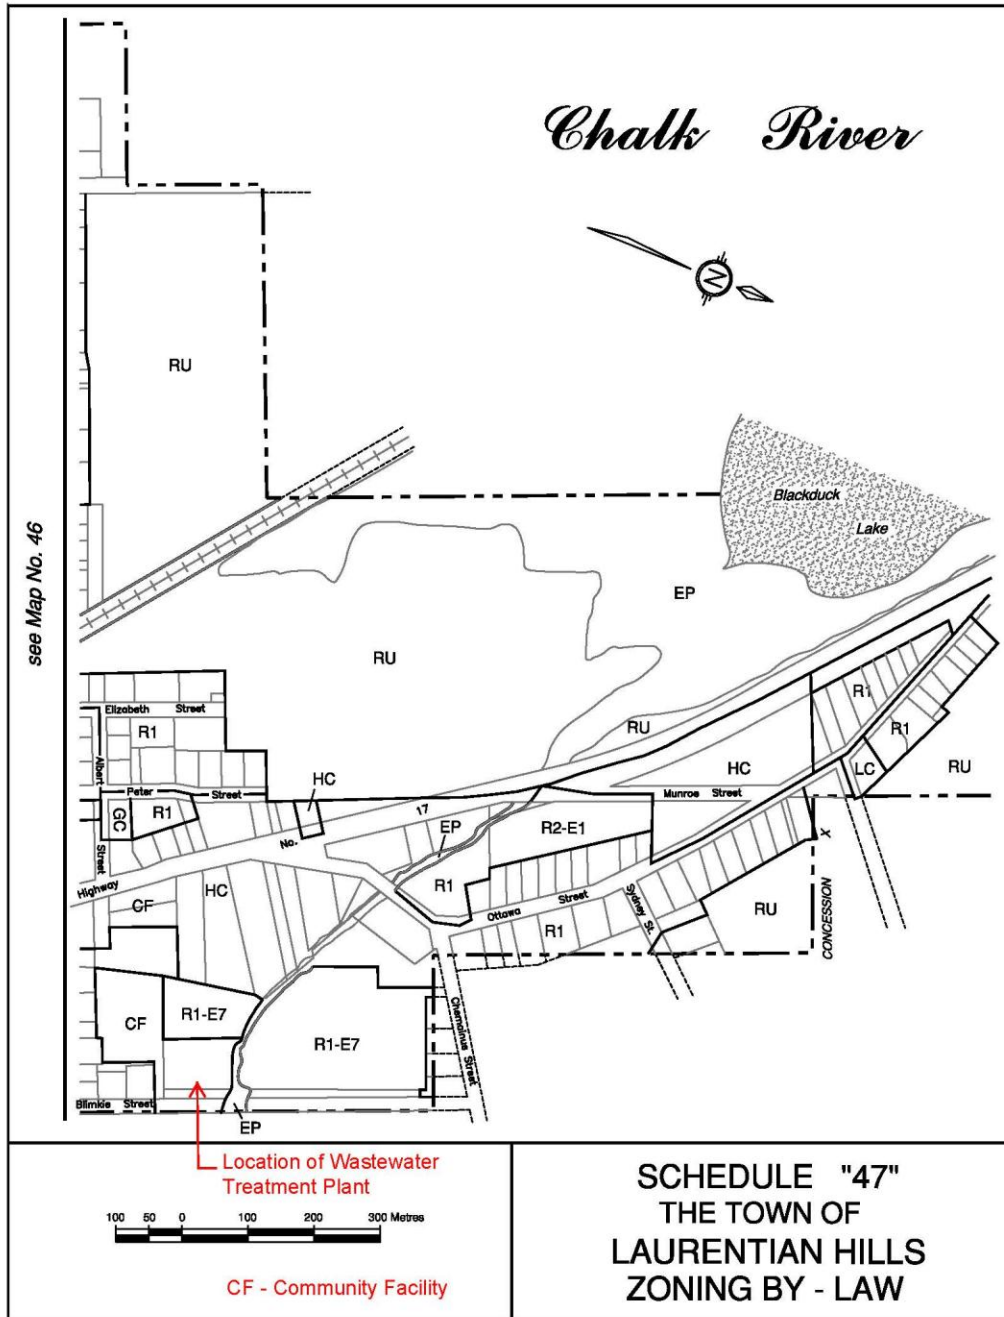 Chalk River
N
RU
see Map No. 46
Blackduck
Lake
EP
RU
RU
Elizabeth Street
R1
Albert Street
Peter Street
GC
R1
HC
HC
Munroe Street
R1
R1
LC
RU
Highway No. 17
EP
R2-E1
R1
HC
CF
Ottawa Street
R1
Sydney St.
RU
CONCESSION X
CF
R1-E7
R1-E7
Chamoinus Street
Blimkie Street
EP
Location of Wastewater
Treatment Plant
100 50 0 100 200 300 Metres
CF - Community Facility
SCHEDULE "47"
THE TOWN OF
LAURENTIAN HILLS
ZONING BY - LAW